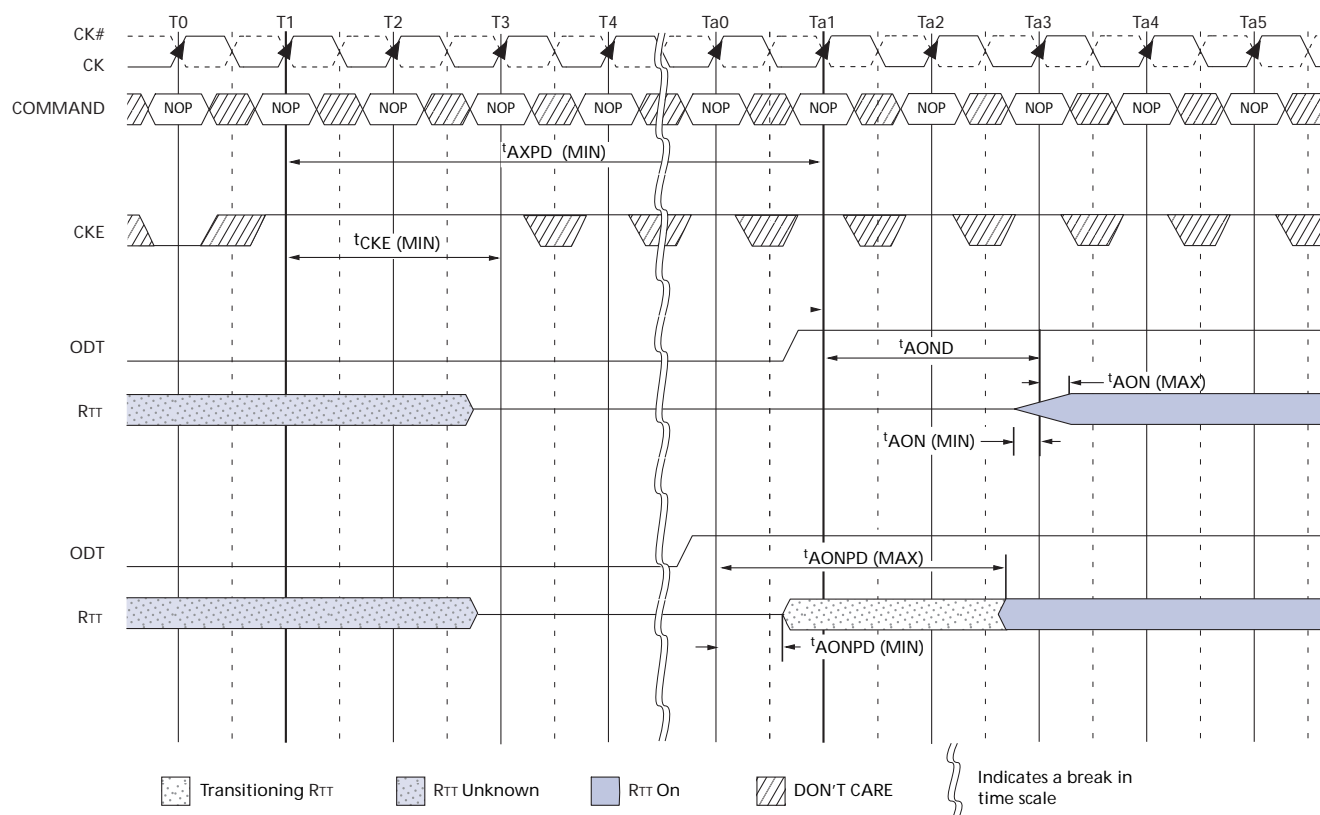 T0 T1 T2 T3 T4 Ta0 Ta1 Ta2 Ta3 Ta4 Ta5
CK#
CK
COMMAND NOP NOP NOP NOP NOP NOP NOP NOP NOP NOP NOP
tAXPD (MIN)
CKE
tCKE (MIN)
ODT
tAOND
tAON (MAX)
RTT
tAON (MIN)
ODT
tAONPD (MAX)
RTT
tAONPD (MIN)
Transitioning RTT
RTT Unknown
RTT On
DON'T CARE
Indicates a break in
time scale